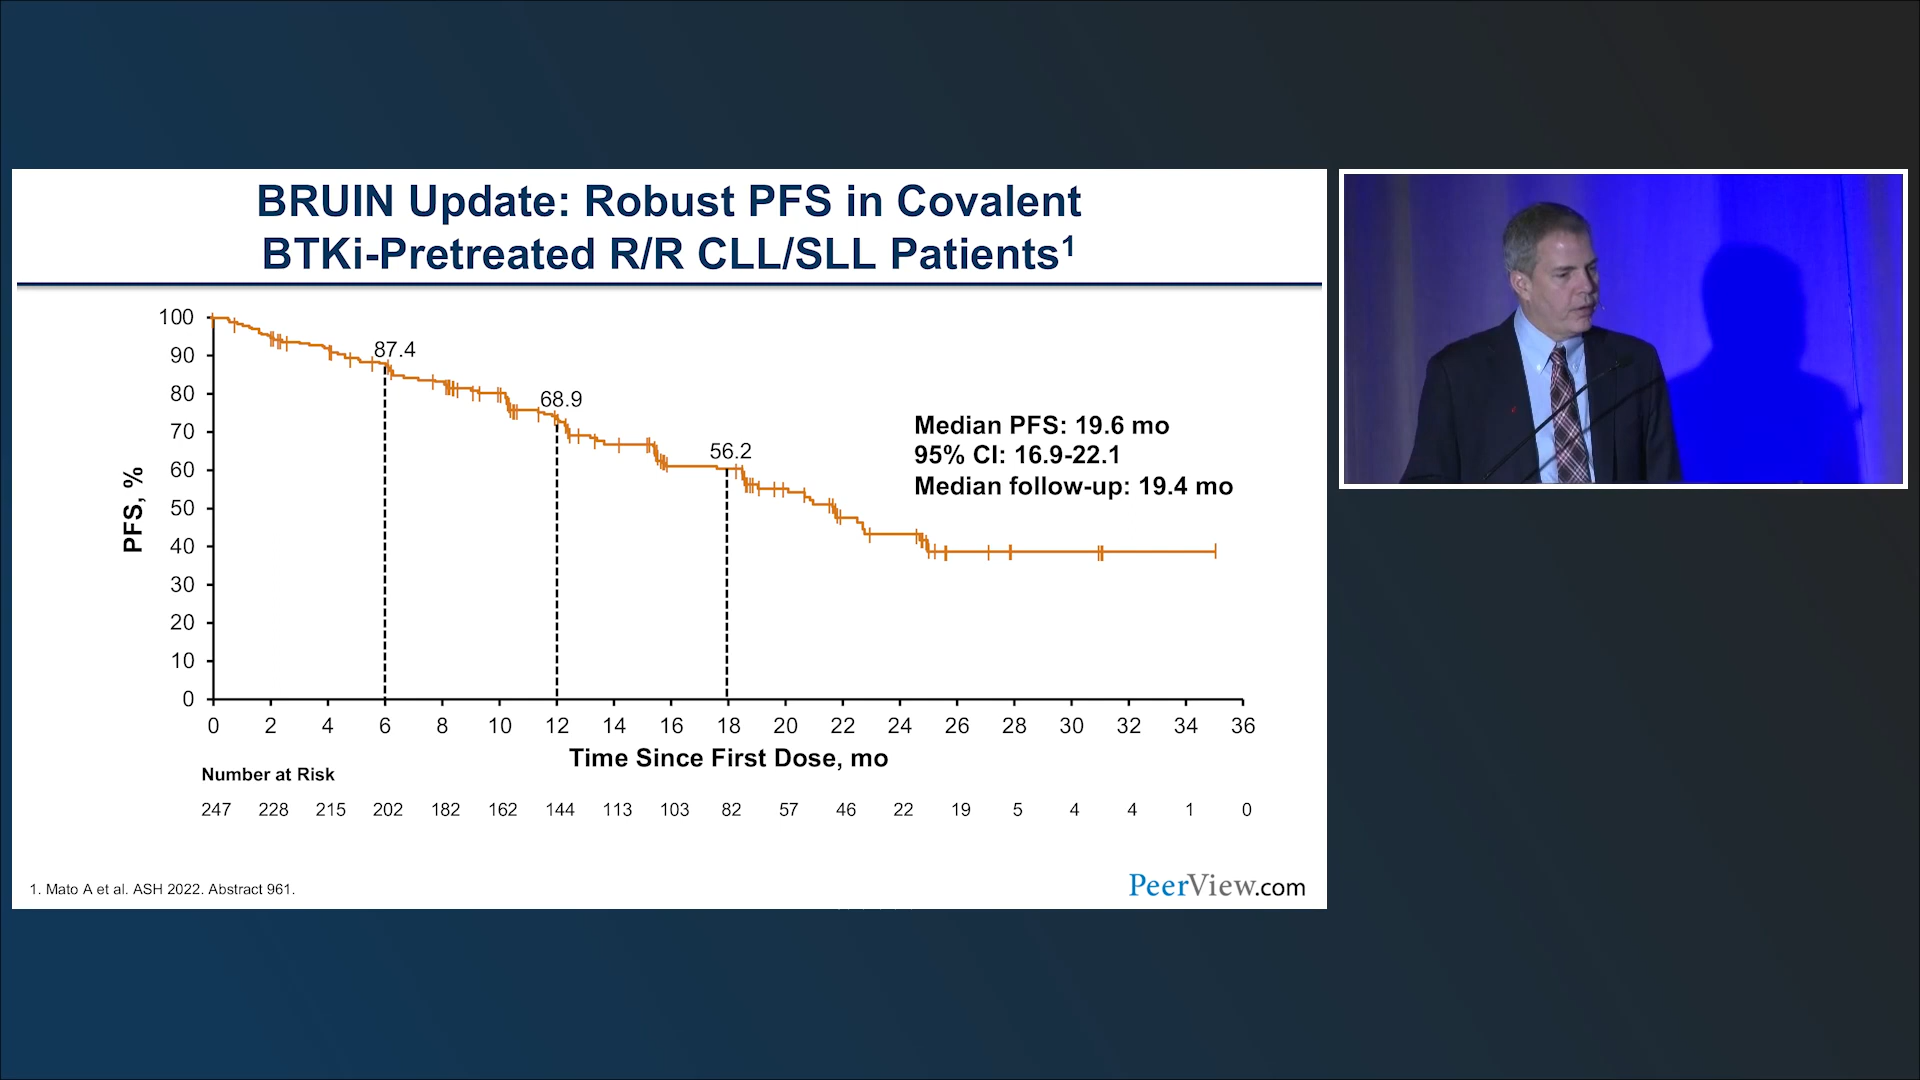 BRUIN Update: Robust PFS in Covalent
BTKi-Pretreated R/R CLL/SLL Patients¹
100
90
80
70
60
50
40
30
20
10
0
PFS, %
87.4
68.9
56.2
Median PFS: 19.6 mo
95% CI: 16.9-22.1
Median follow-up: 19.4 mo
0 2 4 6 8 10 12 14 16 18 20 22 24 26 28 30 32 34 36
Time Since First Dose, mo
Number at Risk
247 228 215 202 182 162 144 113 103 82 57 46 22 19 5 4 4 1 0
1. Mato A et al. ASH 2022. Abstract 961.
PeerView.com